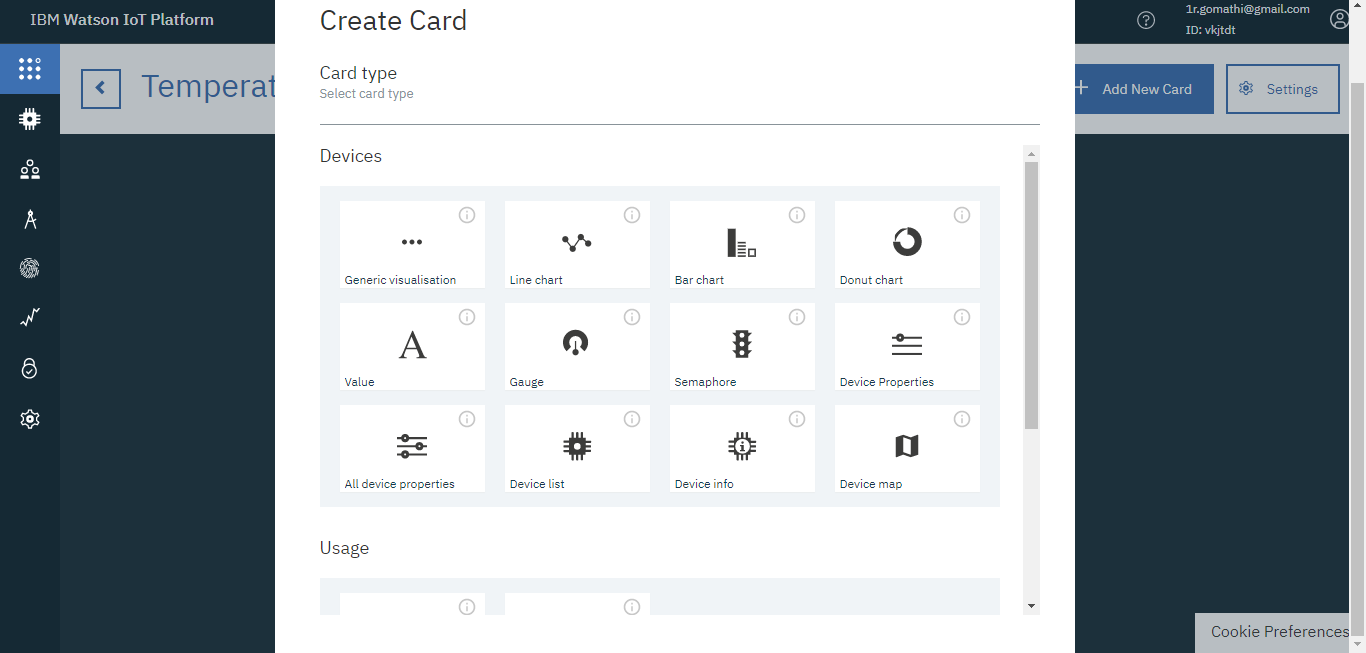 IBM Watson IoT Platform
1r.gomathi@gmail.com
ID: vkjtdt
Temperat
Add New Card
Settings
Create Card
Card type
Select card type
Devices
Generic visualisation
Line chart
Bar chart
Donut chart
Value
Gauge
Semaphore
Device Properties
All device properties
Device list
Device info
Device map
Usage
Cookie Preferences